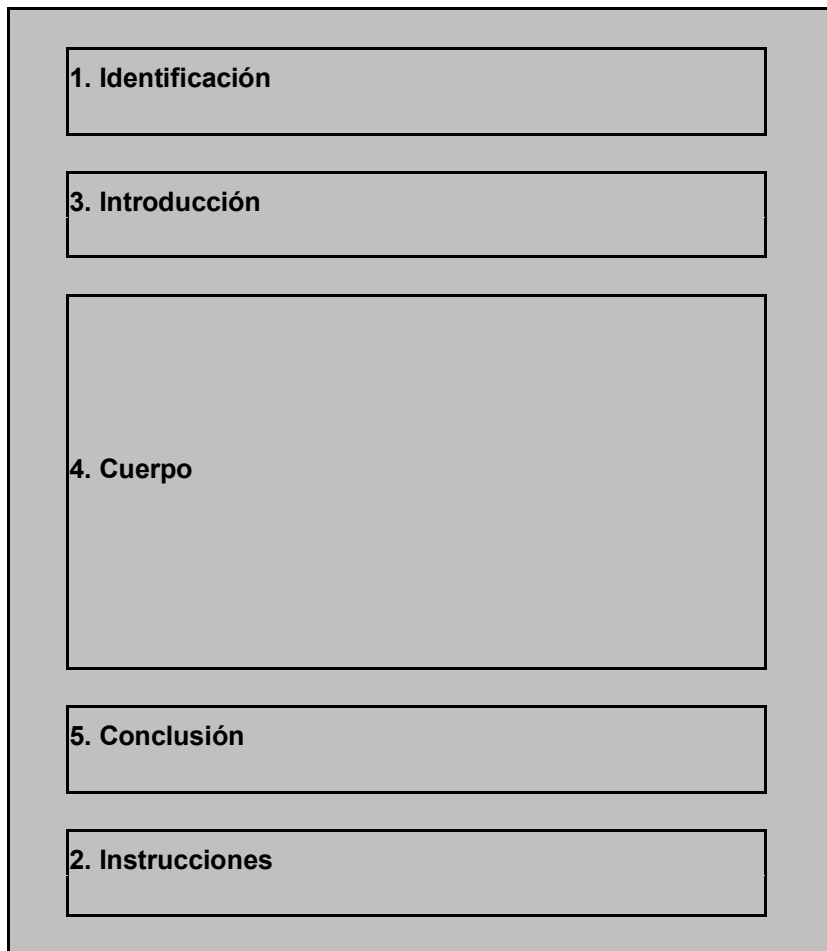 1. Identificación
3. Introducción
4. Cuerpo
5. Conclusión
2. Instrucciones